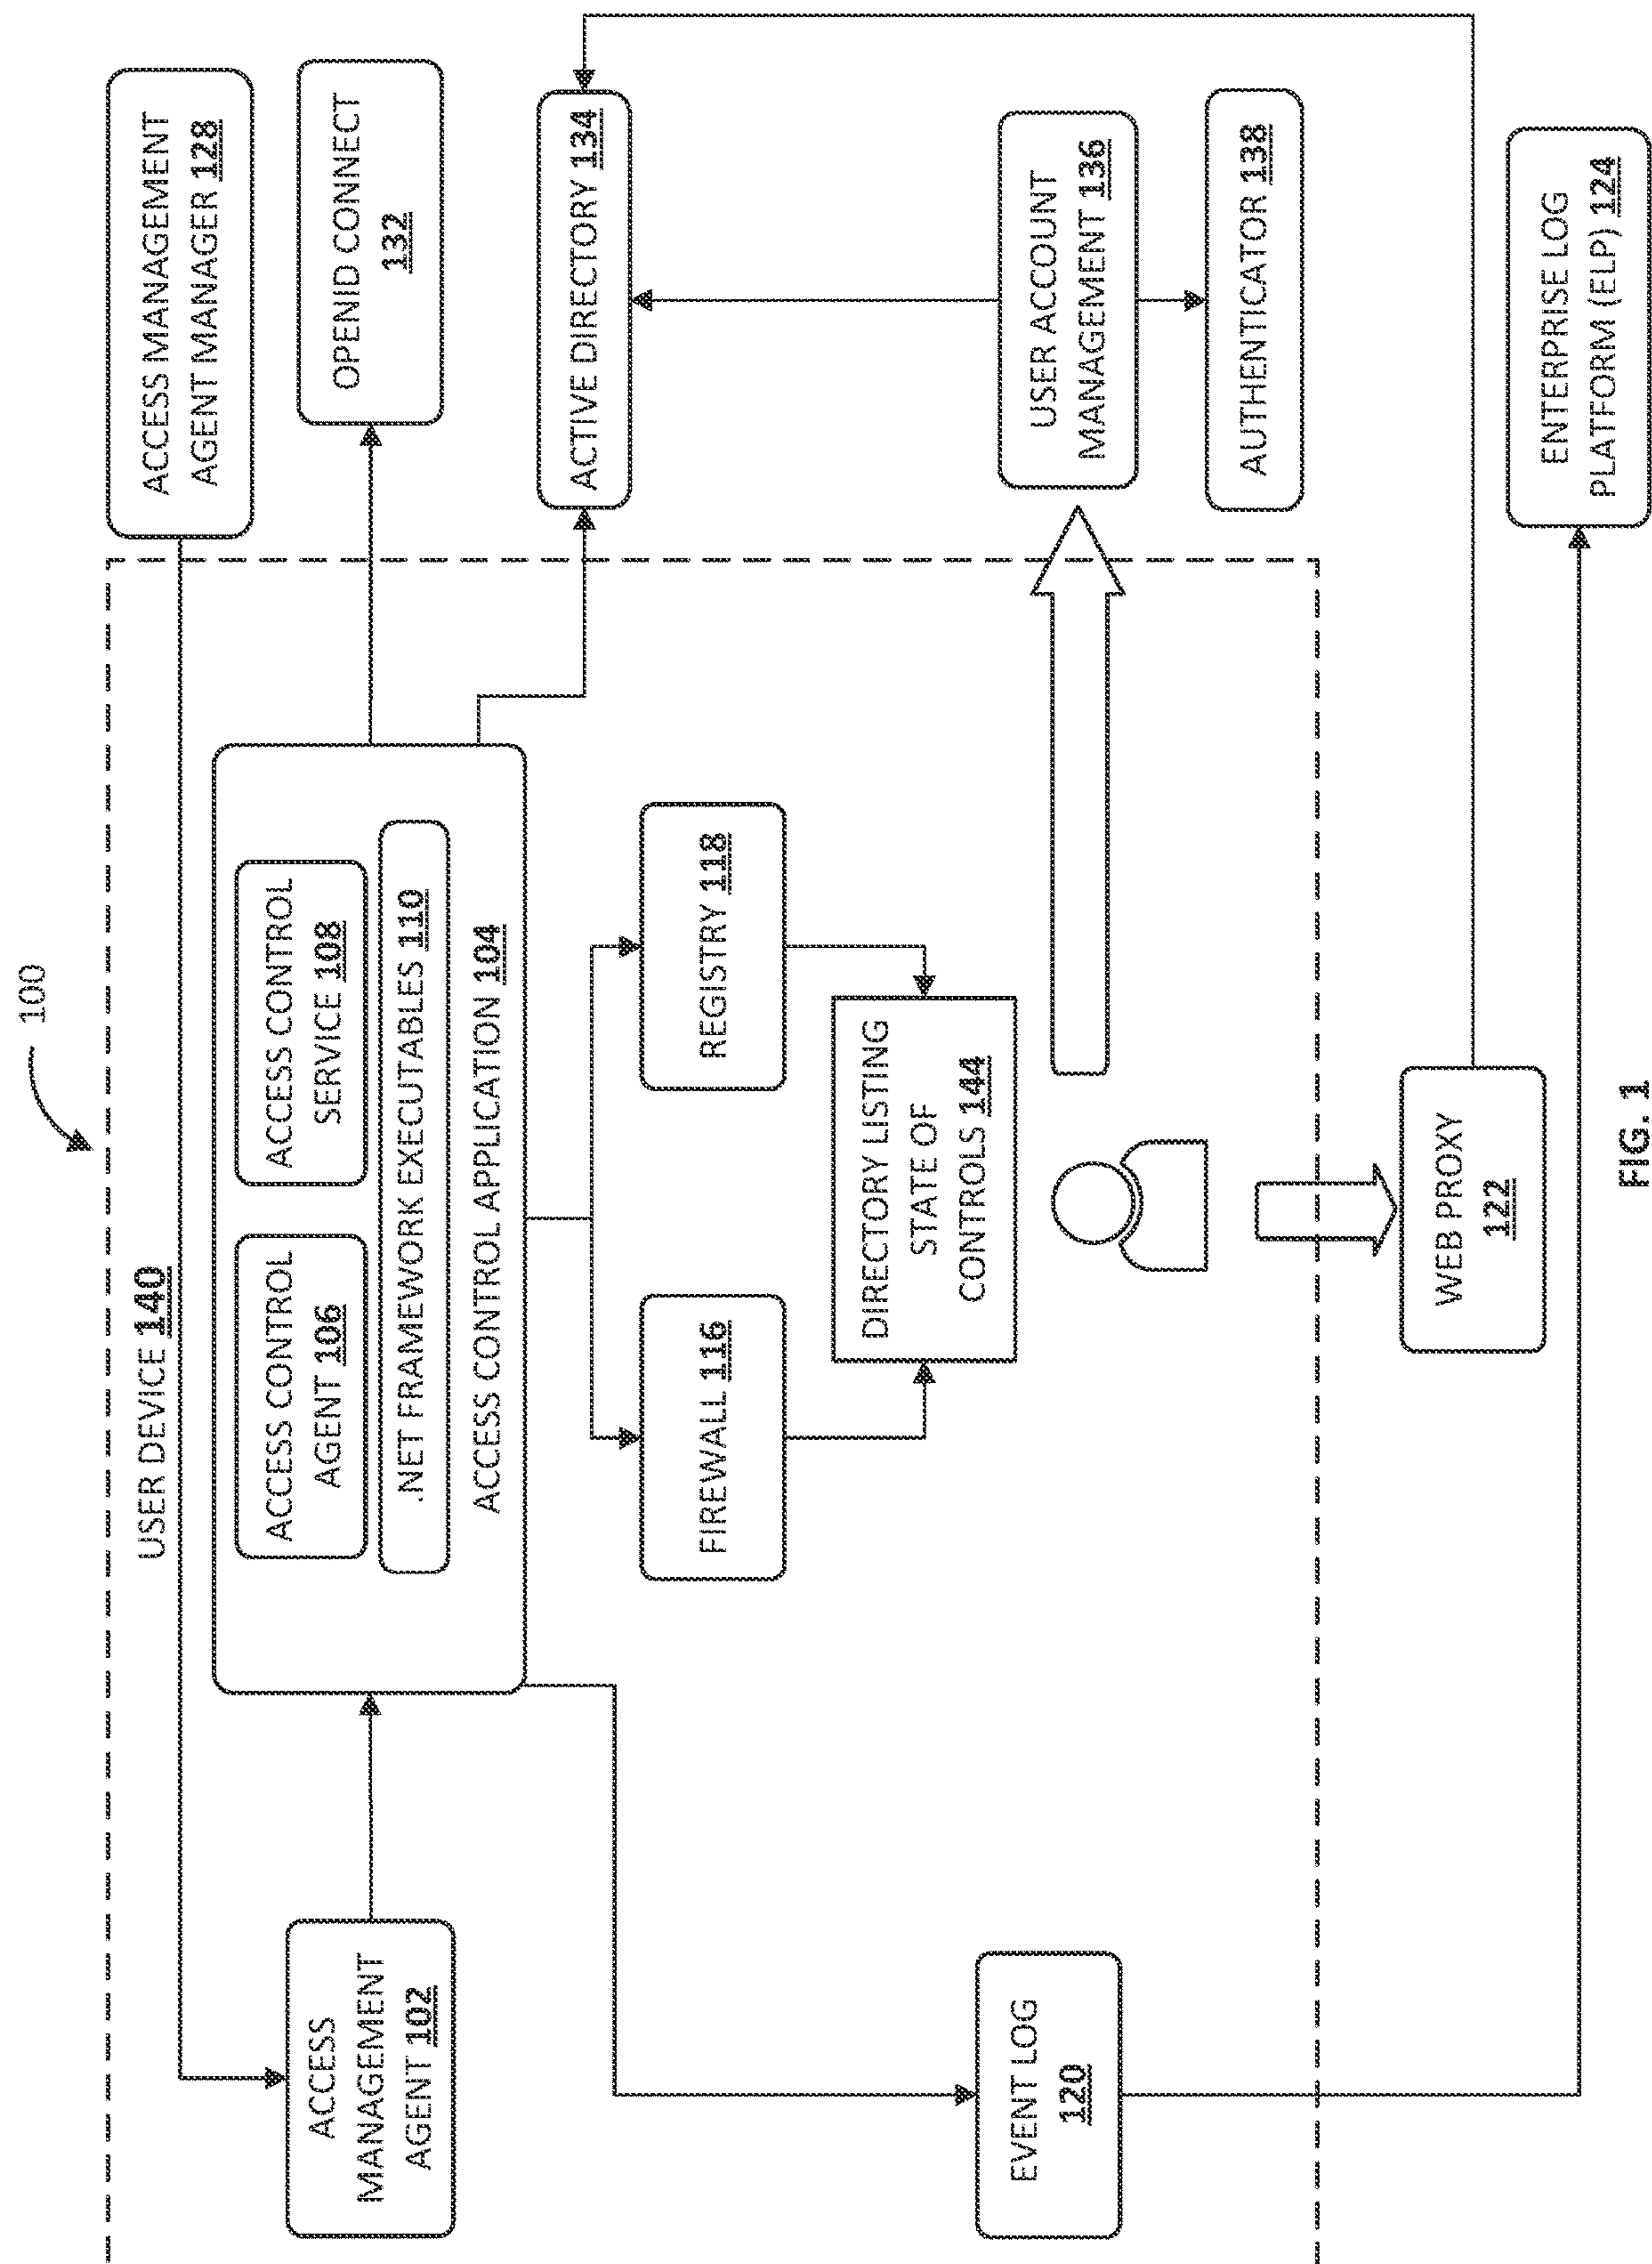 100
USER DEVICE 140
ACCESS MANAGEMENT
AGENT MANAGER 128
ACCESS
MANAGEMENT
AGENT 102
ACCESS CONTROL
AGENT 106
ACCESS CONTROL
SERVICE 108
.NET FRAMEWORK EXECUTABLES 110
ACCESS CONTROL APPLICATION 104
OPENID CONNECT
132
ACTIVE DIRECTORY 134
FIREWALL 116
REGISTRY 118
DIRECTORY LISTING
STATE OF
CONTROLS 144
EVENT LOG
120
USER ACCOUNT
MANAGEMENT 136
AUTHENTICATOR 138
WEB PROXY
122
ENTERPRISE LOG
PLATFORM (ELP) 124
FIG. 1